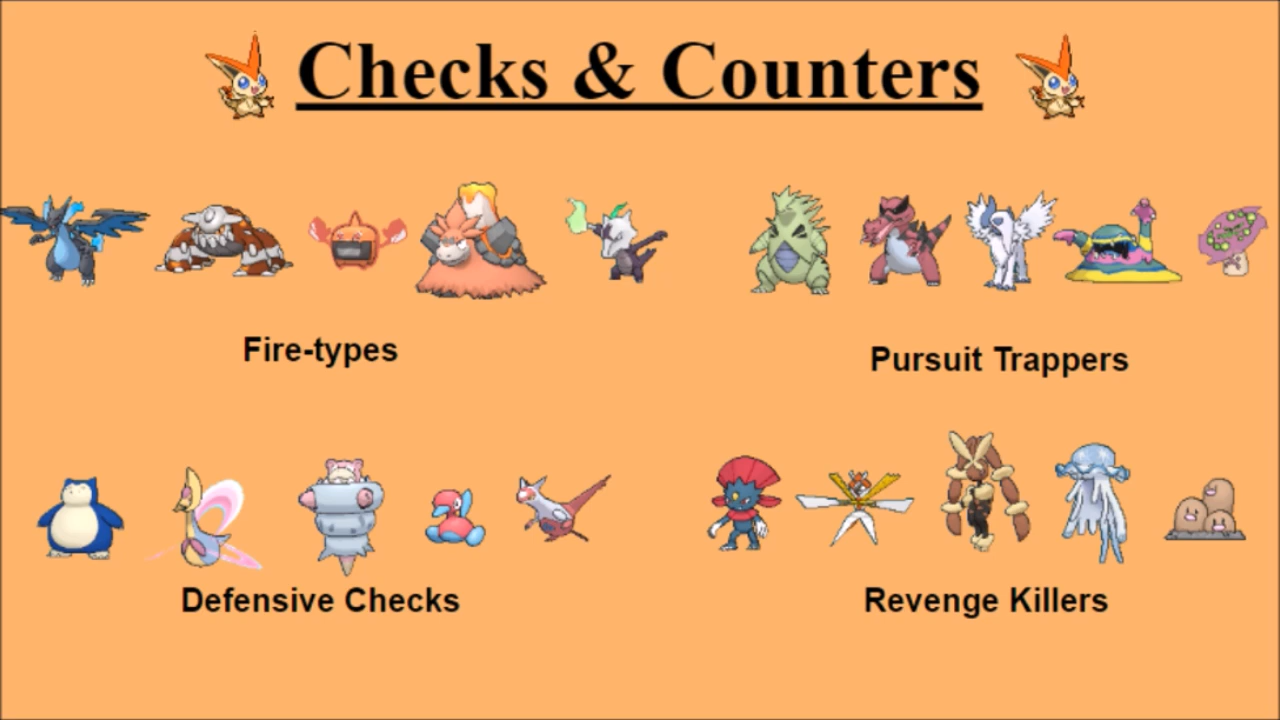 Checks & Counters
Fire-types
Pursuit Trappers
Defensive Checks
Revenge Killers